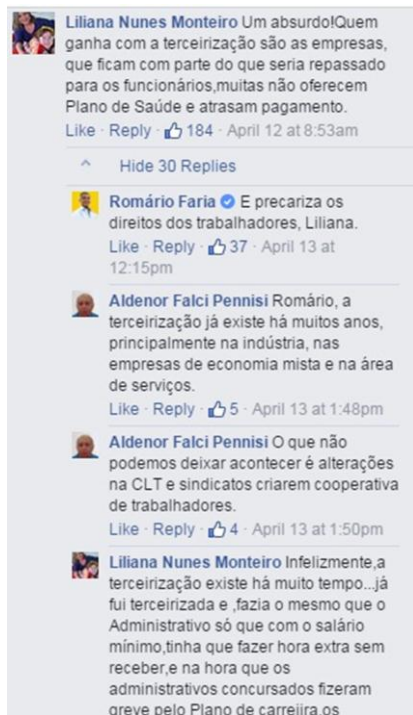 Liliana Nunes Monteiro Um absurdo!Quem
ganha com a terceirização são as empresas,
que ficam com parte do que seria repassado
para os funcionários,muitas não oferecem
Plano de Saúde e atrasam pagamento.
Like · Reply · 184 · April 12 at 8:53am
Hide 30 Replies
Romário Faria E precariza os
direitos dos trabalhadores, Liliana.
Like · Reply · 37 · April 13 at
12:15pm
Aldenor Falci Pennisi Romário, a
terceirização já existe há muitos anos,
principalmente na indústria, nas
empresas de economia mista e na área
de serviços.
Like · Reply · 5 · April 13 at 1:48pm
Aldenor Falci Pennisi O que não
podemos deixar acontecer é alterações
na CLT e sindicatos criarem cooperativa
de trabalhadores.
Like · Reply · 4 · April 13 at 1:50pm
Liliana Nunes Monteiro Infelizmente,a
terceirização existe há muito tempo...já
fui terceirizada e ,fazia o mesmo que o
Administrativo só que com o salário
mínimo,tinha que fazer hora extra sem
receber,e na hora que os
administrativos concursados fizeram
greve pelo Plano de carrejira,os